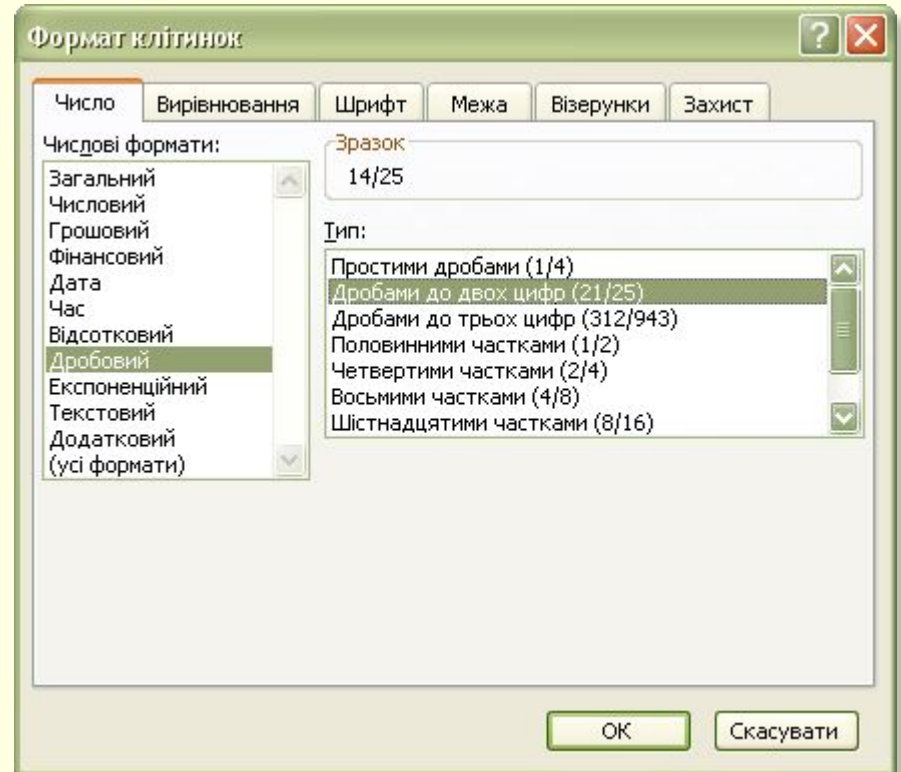 Формат клітинок
Число Вирівнювання Шрифт Межа Візерунки Захист
Числові формати:
Загальний
Числовий
Грошовий
Фінансовий
Дата
Час
Відсотковий
Дробовий
Експоненційний
Текстовий
Додатковий
(усі формати)
Зразок
14/25
Тип:
Простими дробами (1/4)
Дробами до двох цифр (21/25)
Дробами до трьох цифр (312/943)
Половинними частками (1/2)
Четвертими частками (2/4)
Восьмими частками (4/8)
Шістнадцятими частками (8/16)
ОК Скасувати